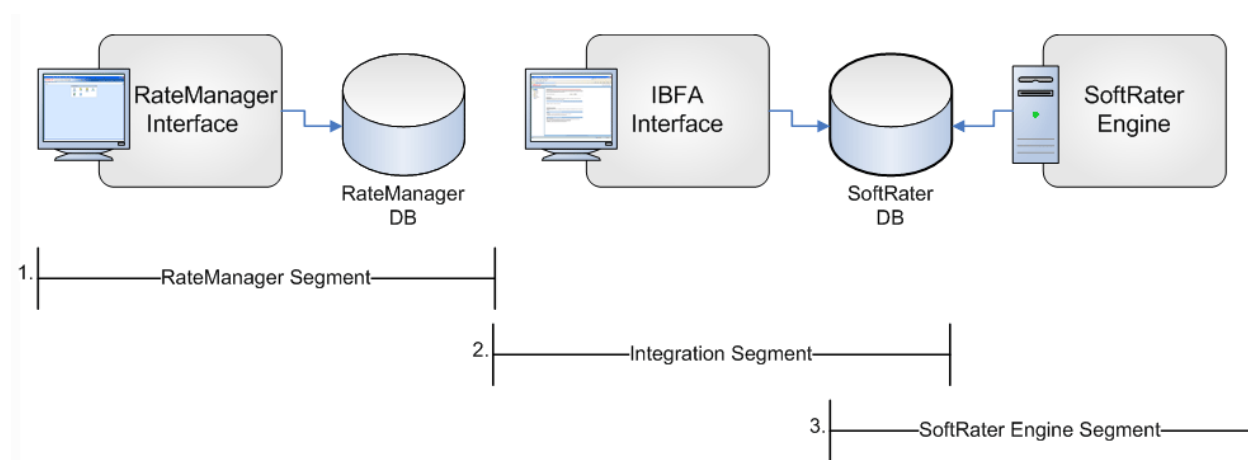 RateManager
Interface
RateManager
DB
IBFA
Interface
SoftRater
DB
SoftRater
Engine
1.
RateManager Segment
2.
Integration Segment
3.
SoftRater Engine Segment